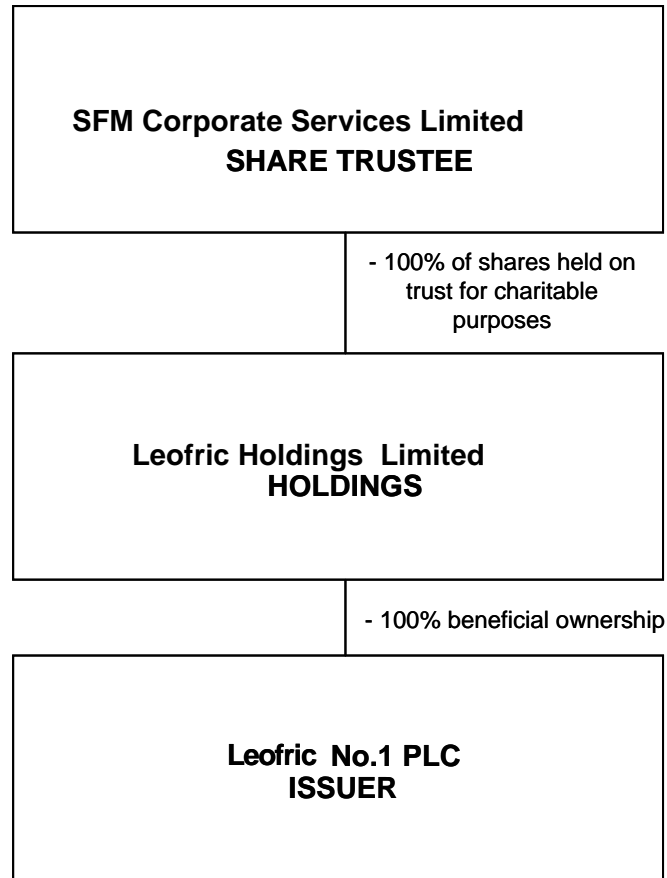 SFM Corporate Services Limited
SHARE TRUSTEE
- 100% of shares held on
trust for charitable
purposes
Leofric Holdings Limited
HOLDINGS
- 100% beneficial ownership
Leofric No.1 PLC
ISSUER